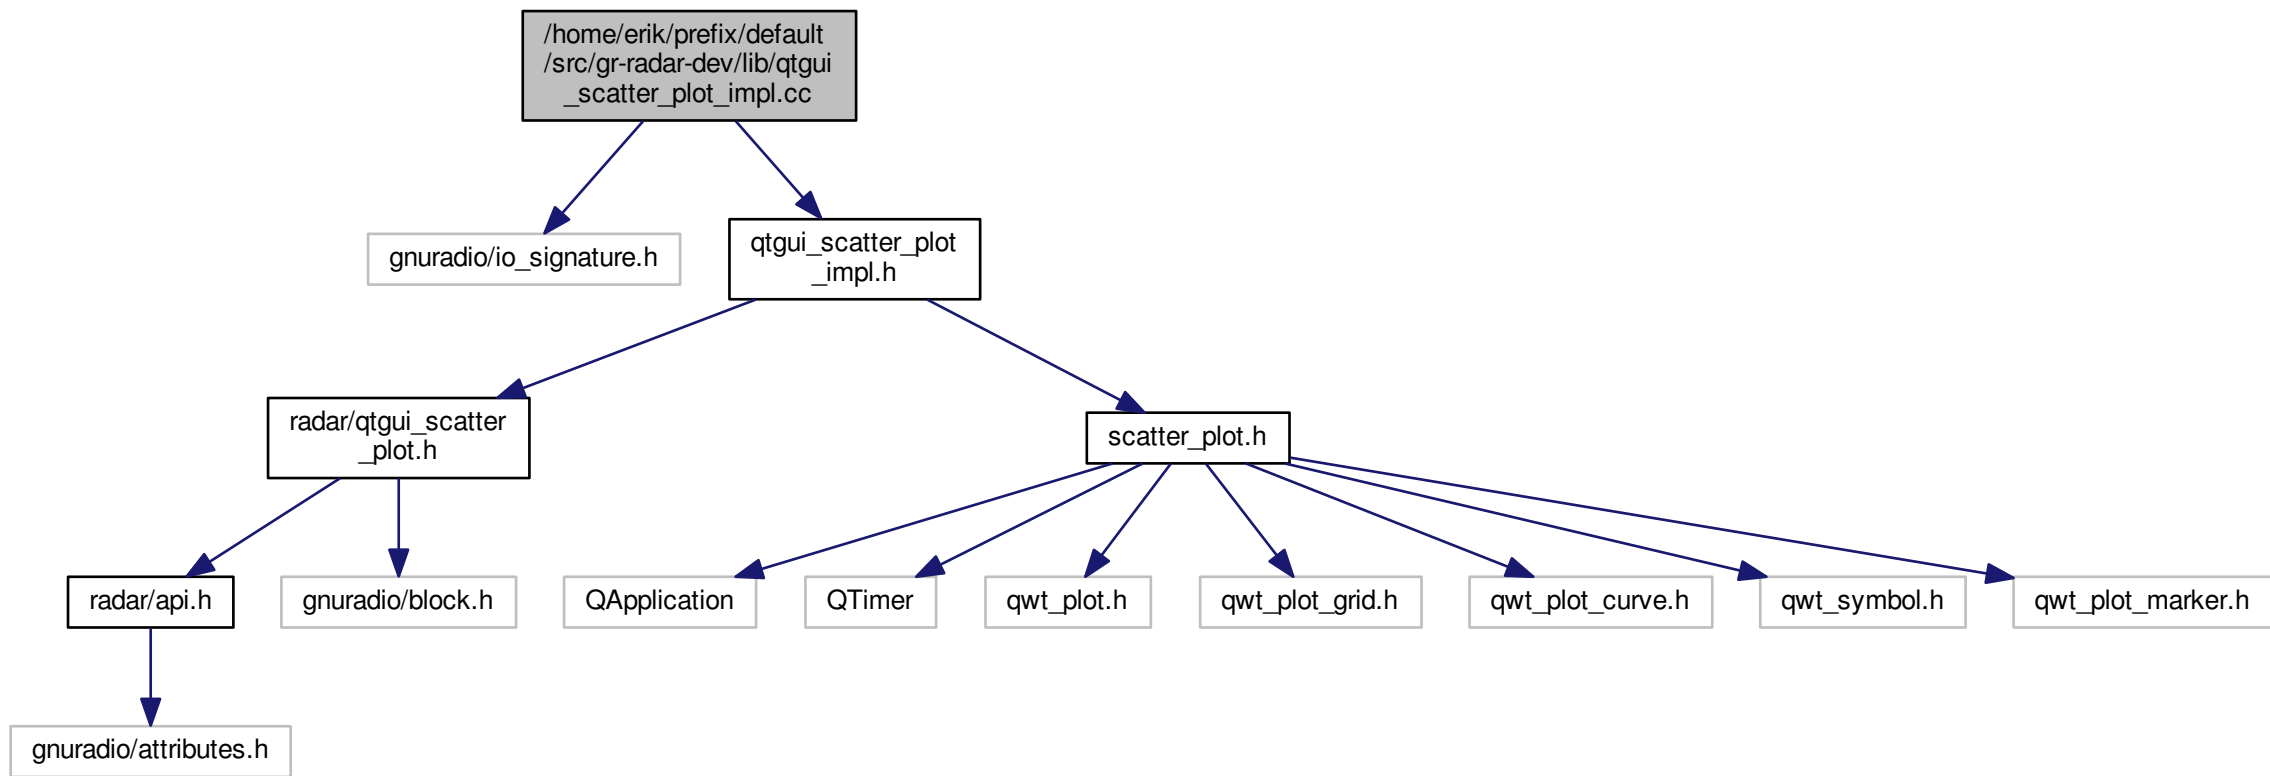 /home/erik/prefix/default
/src/gr-radar-dev/lib/qtgui
_scatter_plot_impl.cc
gnuradio/io_signature.h
qtgui_scatter_plot
_impl.h
radar/qtgui_scatter
_plot.h
scatter_plot.h
radar/api.h
gnuradio/block.h
QApplication
QTimer
qwt_plot.h
qwt_plot_grid.h
qwt_plot_curve.h
qwt_symbol.h
qwt_plot_marker.h
gnuradio/attributes.h